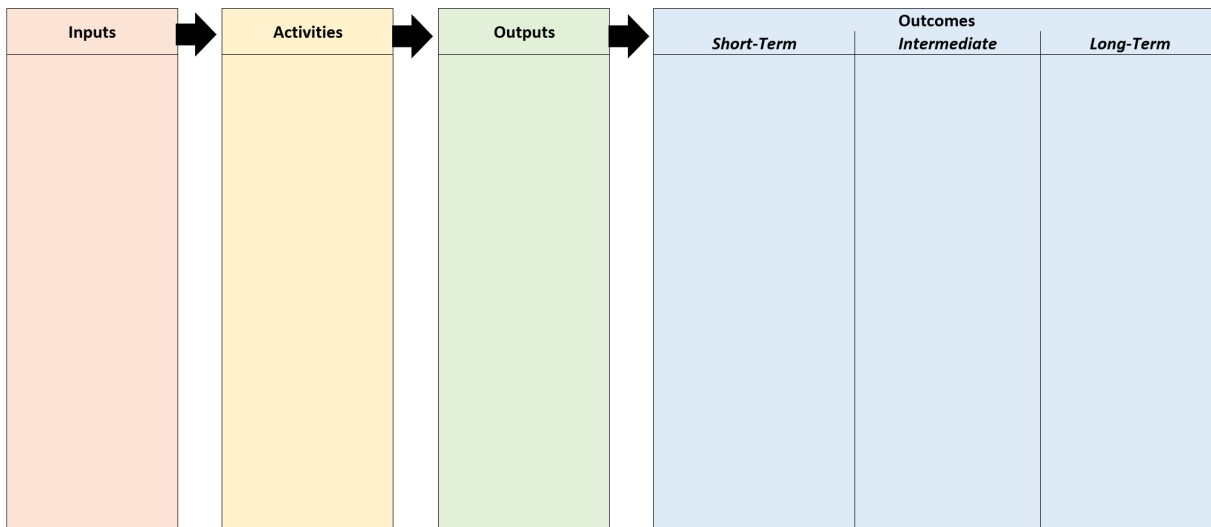 Inputs
Activities
Outputs
Outcomes
Short-Term
Intermediate
Long-Term